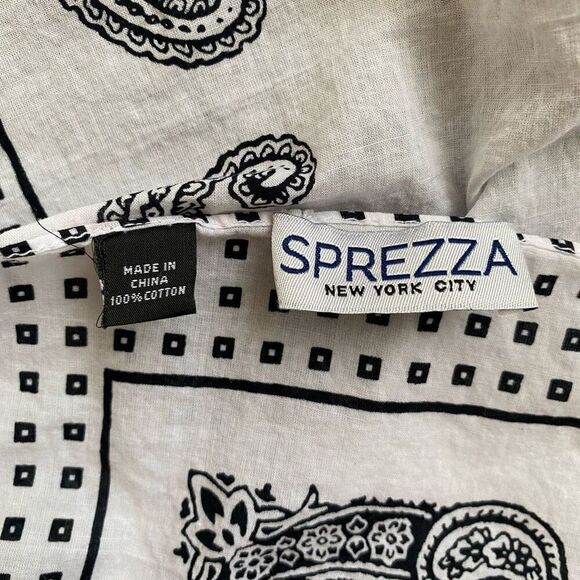 MADE IN
CHINA
100% COTTON
SPREZZA
NEW YORK CITY